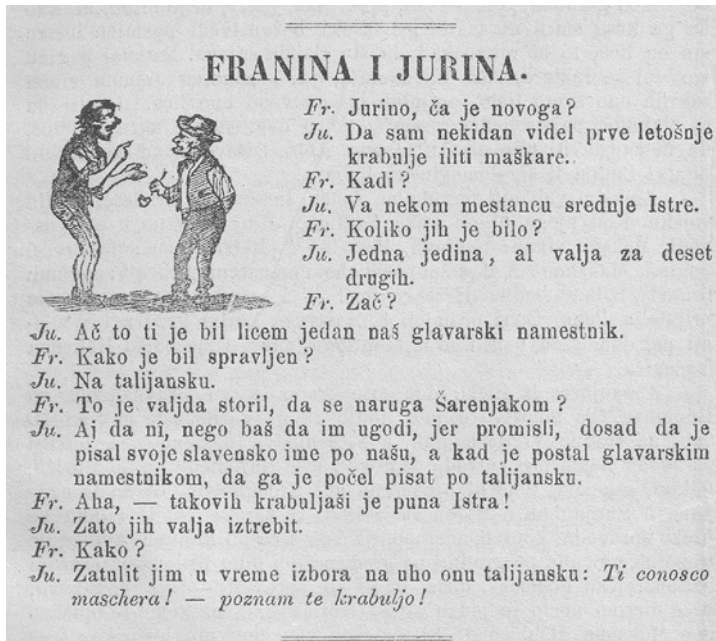 FRANINA I JURINA.
Fr. Jurino, ča je novoga?
Ju. Da sam nekidan videl prve letošnje
krabulje iliti maškare.
Fr. Kadi?
Ju. Va nekom mestancu srednje Istre.
Fr. Koliko jih je bilo?
Ju. Jedna jedina, al valja za deset
drugih.
Fr. Zač?
Ju. Ač to ti je bil licem jedan naš glavarski namestnik.
Fr. Kako je bil spravljen?
Ju. Na talijansku.
Fr. To je valjda storil, da se naruga Šarenjakom?
Ju. Aj da nî, nego baš da im ugodi, jer promisli, dosad da je
pisal svoje slavensko ime po našu, a kad je postal glavarskim
namestnikom, da ga je počel pisat po talijansku.
Fr. Aha, — takovih krabuljaši je puna Istra!
Ju. Zato jih valja iztrebit.
Fr. Kako?
Ju. Zatulit jim u vreme izbora na uho onu talijansku: Ti conosco
maschera! — poznam te krabuljo!